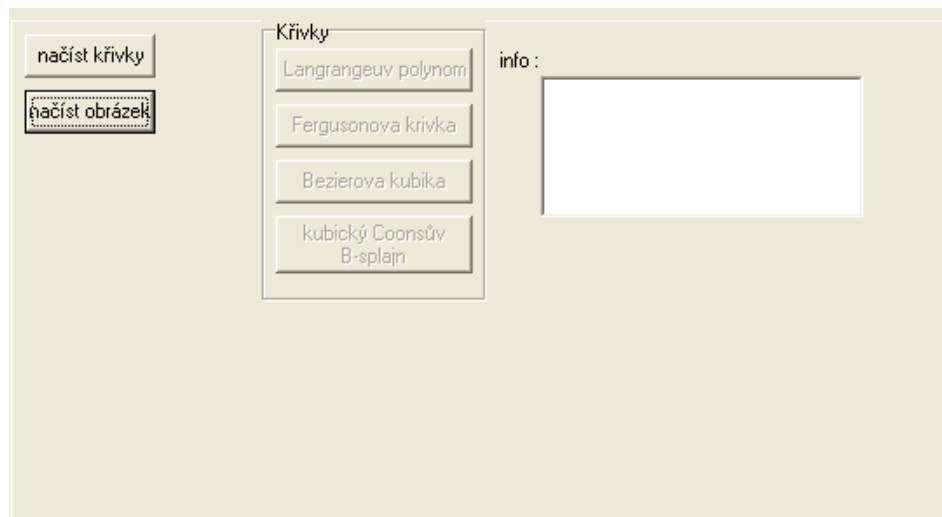 načíst křivky
načíst obrázek
Křivky
Langrangeuv polynom
Fergusonova krivka
Bezierova kubika
kubický Coonsův
B-splajn
info :